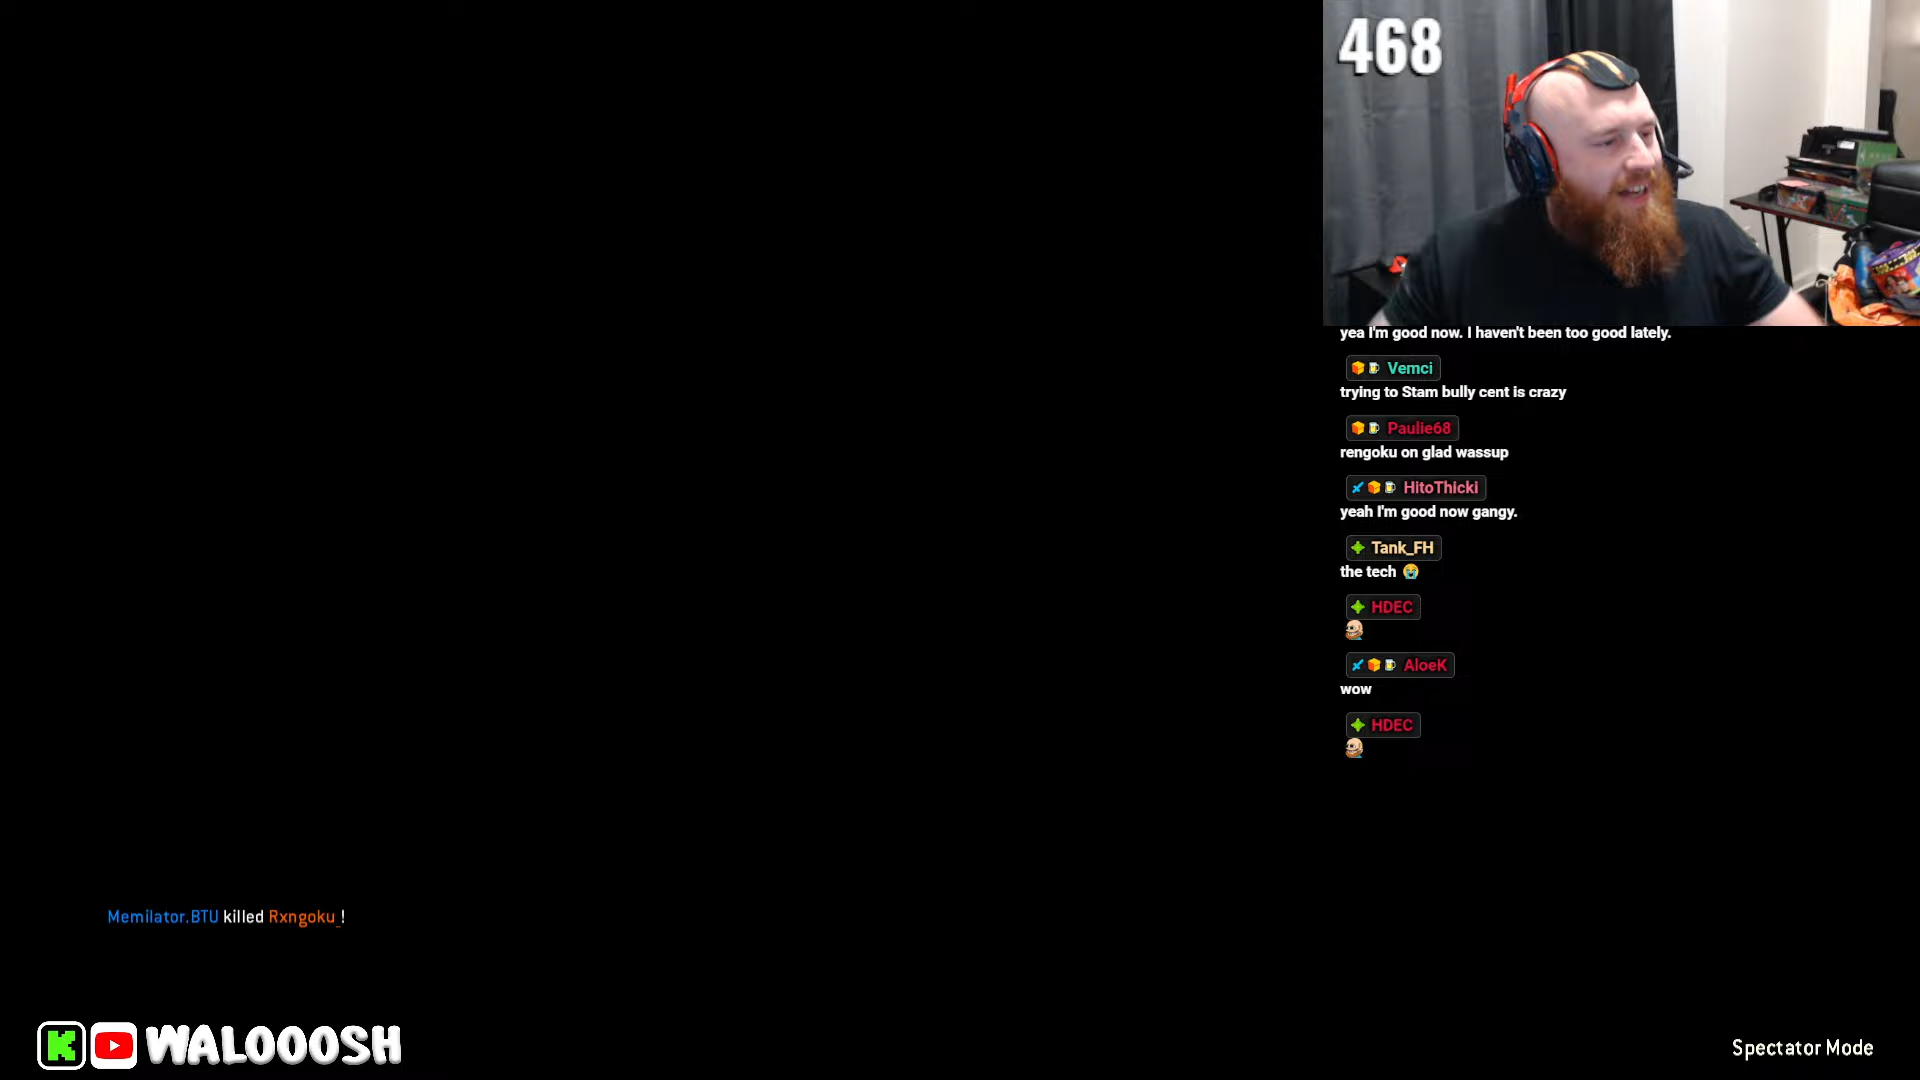 468
yea I'm good now. I haven't been too good lately.
Vemci
trying to Stam bully cent is crazy
Paulie68
rengoku on glad wassup
HitoThicki
yeah I'm good now gangy.
Tank_FH
the tech 😭
HDEC
AloeK
wow
HDEC
Memilator.BTU killed Rxngoku_!
WALOOOSH
Spectator Mode